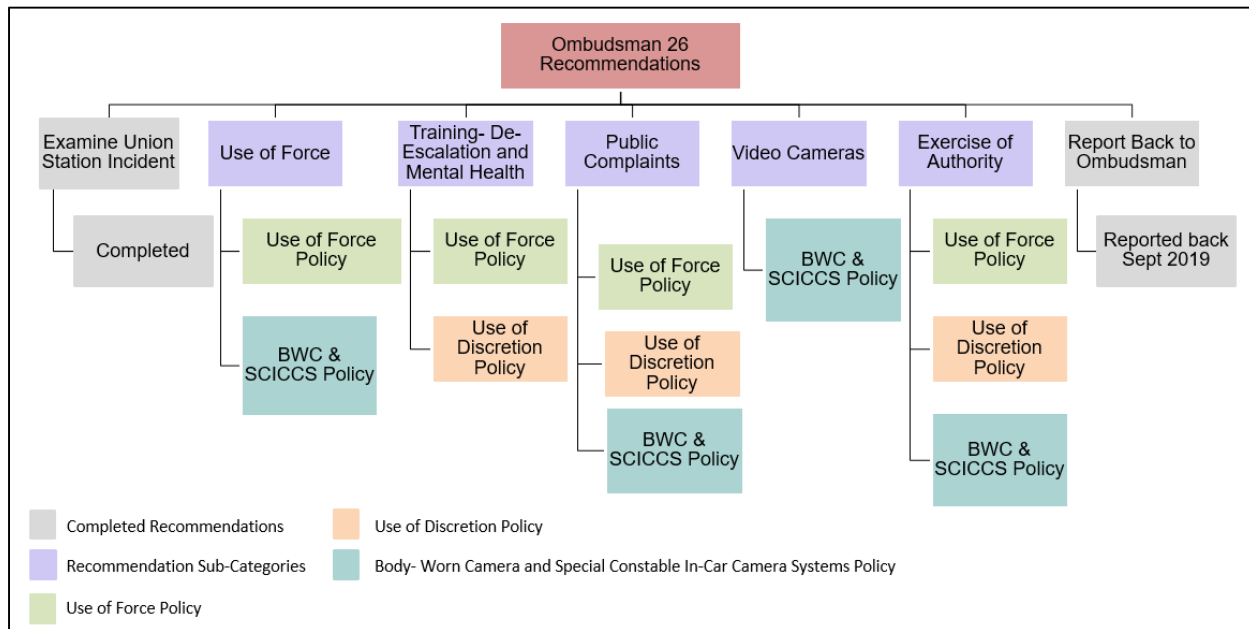 Ombudsman 26
Recommendations
Examine Union
Station Incident
Completed
Use of Force
Use of Force
Policy
BWC &
SCICCS Policy
Training- De-
Escalation and
Mental Health
Use of Force
Policy
Use of
Discretion
Policy
Public
Complaints
Use of Force
Policy
Use of
Discretion
Policy
BWC &
SCICCS Policy
Video Cameras
BWC &
SCICCS Policy
Exercise of
Authority
Use of Force
Policy
Use of
Discretion
Policy
BWC &
SCICCS Policy
Report Back to
Ombudsman
Reported back
Sept 2019
Completed Recommendations
Recommendation Sub-Categories
Use of Force Policy
Use of Discretion Policy
Body- Worn Camera and Special Constable In-Car Camera Systems Policy